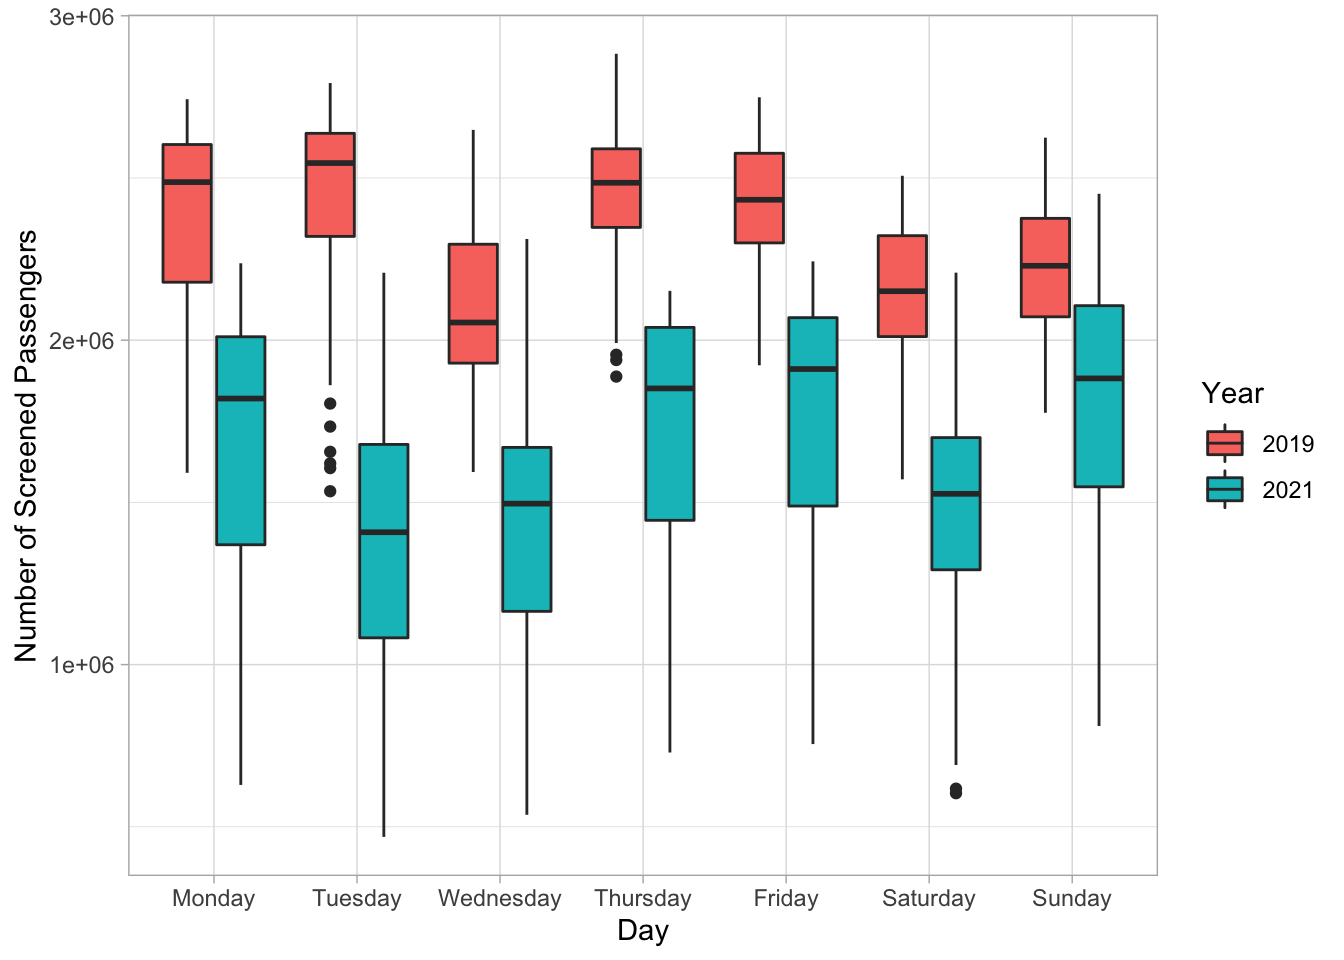 Number of Screened Passengers
3e+06
2e+06
1e+06
Monday Tuesday Wednesday Thursday Friday Saturday Sunday
Day
Year
2019
2021